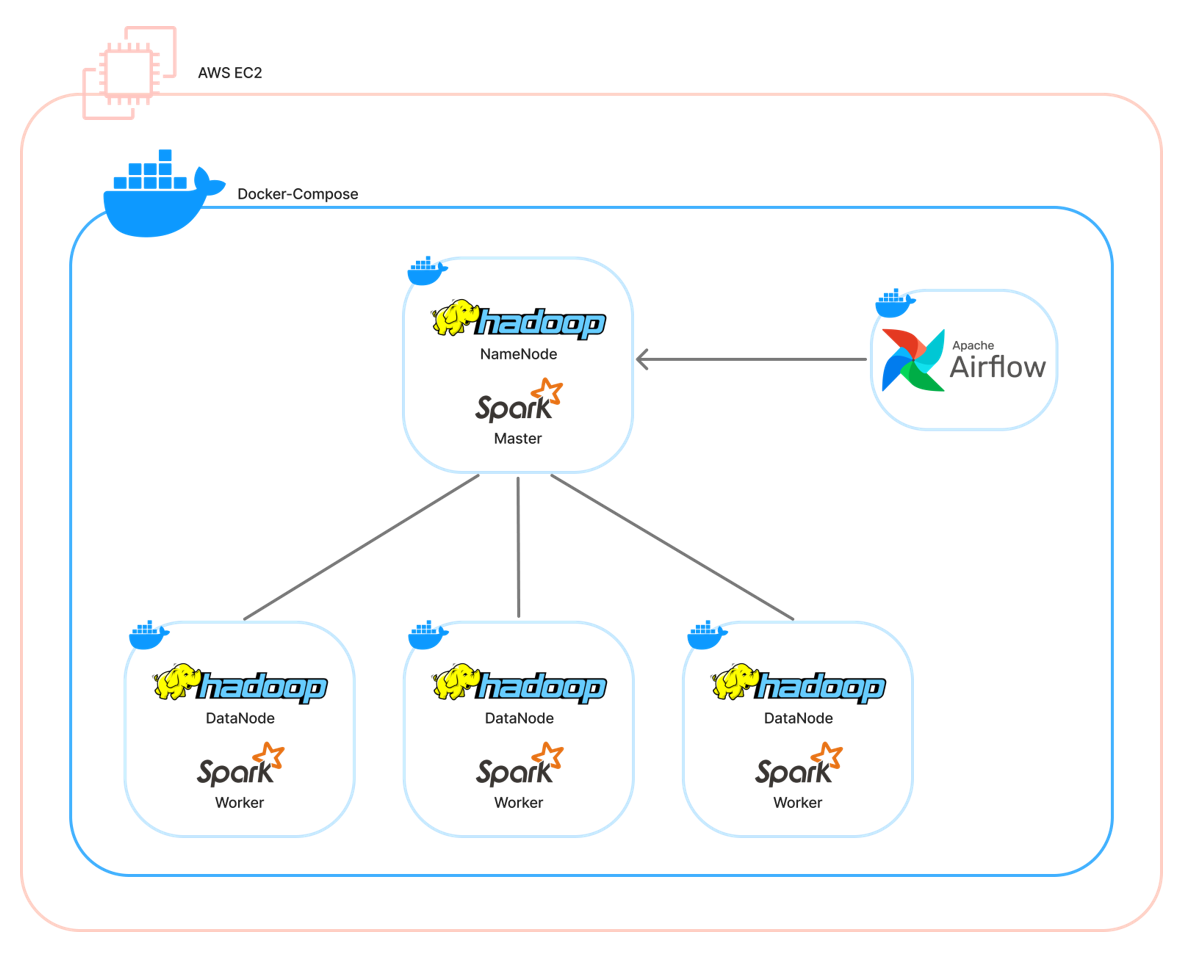 AWS EC2
Docker-Compose
hadoop
NameNode
Spark
Master
Apache
Airflow
hadoop
DataNode
Spark
Worker
hadoop
DataNode
Spark
Worker
hadoop
DataNode
Spark
Worker